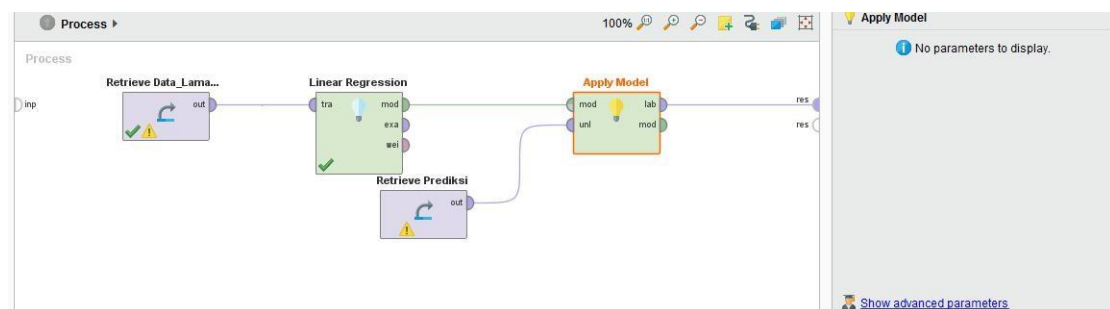 Process
100%
Apply Model
No parameters to display.
Process
Retrieve Data_Lama...
Linear Regression
Apply Model
inp
out
tra
mod
exa
wei
mod
unl
lab
mod
res
res
Retrieve Prediksi
out
Show advanced parameters